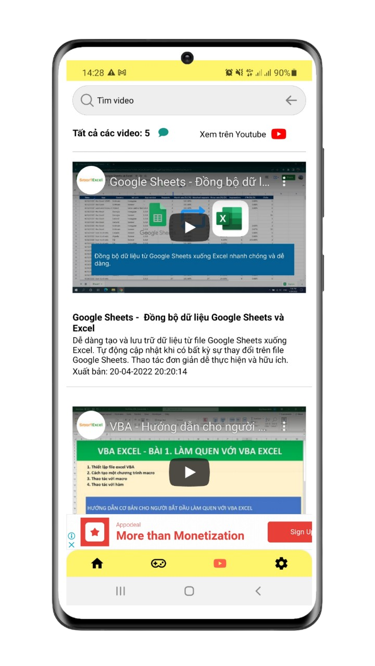 14:28
90%
Tìm video
Tất cả các video: 5
Xem trên Youtube
SmartExcel
Google Sheets - Đồng bộ dữ l...
Google Sheets
Đồng bộ dữ liệu từ Google Sheets xuống Excel nhanh chóng và dễ
dàng.
Google Sheets - Đồng bộ dữ liệu Google Sheets và
Excel
Dễ dàng tạo và lưu trữ dữ liệu từ file Google Sheets xuống
Excel. Tự động cập nhật khi có bất kỳ sự thay đổi trên file
Google Sheets. Thao tác đơn giản dễ thực hiện và hữu ích.
Xuất bản: 20-04-2022 20:20:14
SmartExcel
VBA - Hướng dẫn cho người ...
VBA EXCEL - BÀI 1. LÀM QUEN VỚI VBA EXCEL
1. Thiết lập file excel VBA
2. Cách tạo một chương trình macro
3. Thao tác với macro
4. Thao tác với hàm
HƯỚNG DẪN CƠ BẢN CHO NGƯỜI BẮT ĐẦU LÀM QUEN VỚI VBA EXCEL
Appodeal
More than Monetization
Sign U